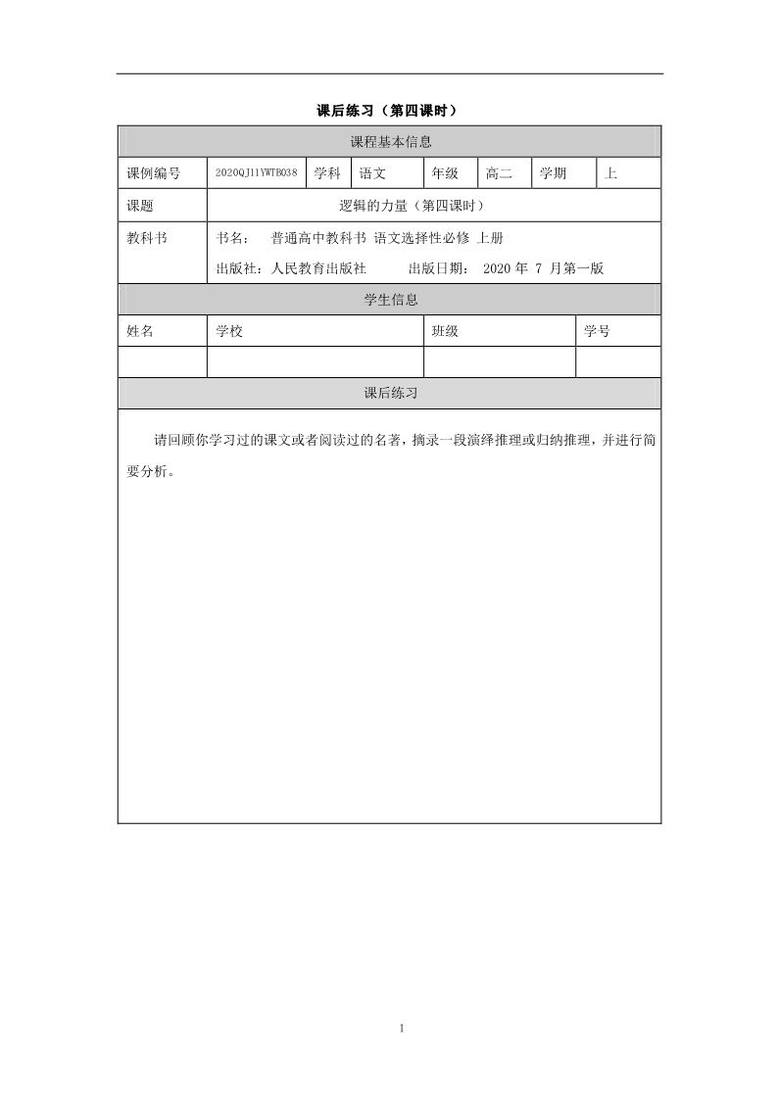 课后练习（第四课时）
课程基本信息
课例编号 2020QJ11YWTB038 学科 语文 年级 高二 学期 上
课题 逻辑的力量（第四课时）
教科书 书名： 普通高中教科书 语文选择性必修 上册
出版社：人民教育出版社 出版日期： 2020 年 7 月第一版
学生信息
姓名 学校 班级 学号
课后练习
请回顾你学习过的课文或者阅读过的名著，摘录一段演绎推理或归纳推理，并进行简
要分析。
1